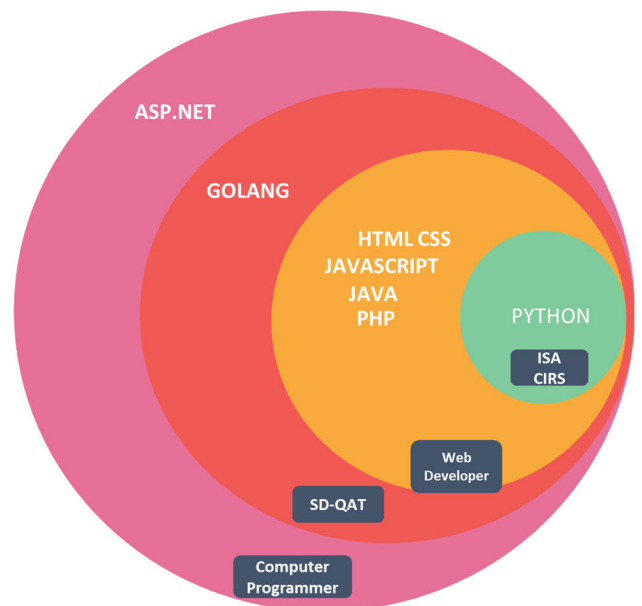 ASP.NET
GOLANG
HTML CSS
JAVASCRIPT
JAVA
PHP
PYTHON
ISA
CIRS
Web
Developer
SD-QAT
Computer
Programmer